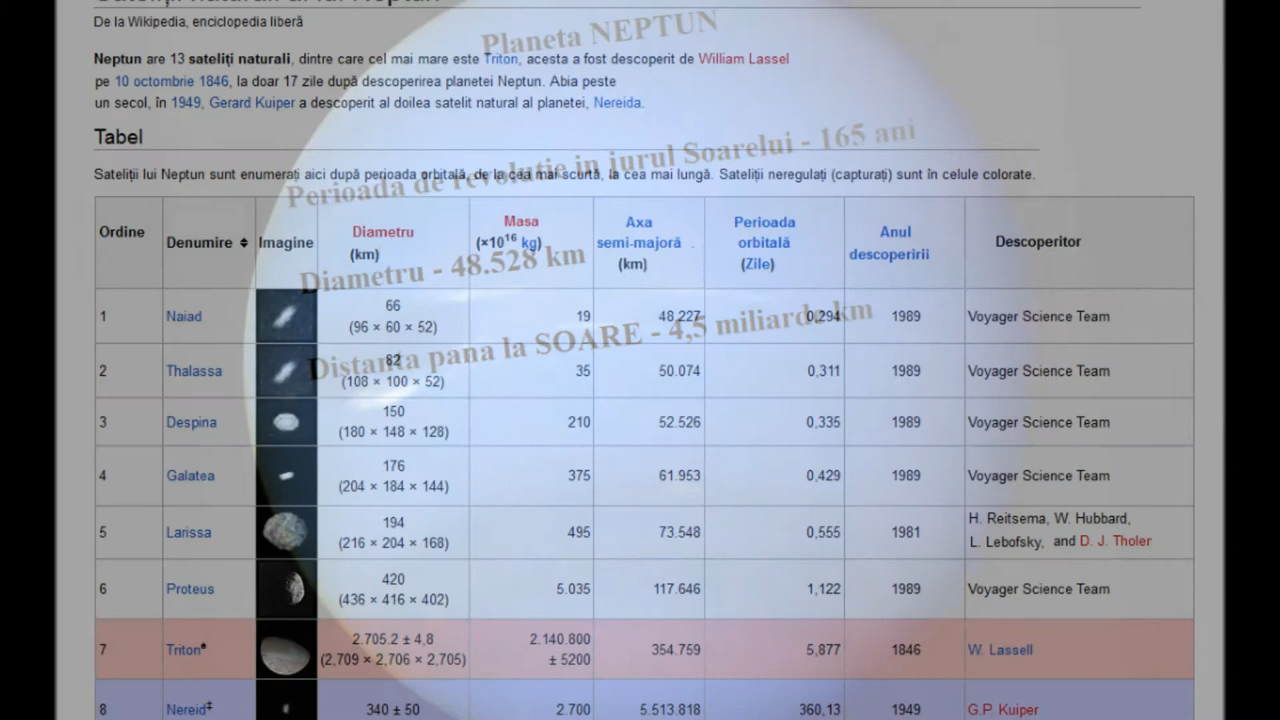 De la Wikipedia, enciclopedia liberă
Planeta NEPTUN
Neptun are 13 sateliți naturali, dintre care cel mai mare este Triton, acesta a fost descoperit de William Lassel
pe 10 octombrie 1846, la doar 17 zile după descoperirea planetei Neptun. Abia peste
un secol, în 1949, Gerard Kuiper a descoperit al doilea satelit natural al planetei, Nereida.
Tabel
Perioada de revolutie in jurul Soarelui - 165 ani
Sateliții lui Neptun sunt enumerați aici după perioada orbitală, de la cea mai scurtă, la cea mai lungă. Sateliții neregulați (capturați) sunt în celule colorate.
Ordine Denumire Imagine Diametru (km) Masa (×10^16 kg) Axa semi-majoră (km) Perioada orbitală (Zile) Anul descoperirii Descoperitor
Diametru - 48.528 km
1 Naiad 66 (96 × 60 × 52) 19 48.227 0,294 1989 Voyager Science Team
Distanta pana la SOARE - 4,5 miliarde km
2 Thalassa 82 (108 × 100 × 52) 35 50.074 0,311 1989 Voyager Science Team
3 Despina 150 (180 × 148 × 128) 210 52.526 0,335 1989 Voyager Science Team
4 Galatea 176 (204 × 184 × 144) 375 61.953 0,429 1989 Voyager Science Team
5 Larissa 194 (216 × 204 × 168) 495 73.548 0,555 1981 H. Reitsema, W. Hubbard, L. Lebofsky, and D. J. Tholer
6 Proteus 420 (436 × 416 × 402) 5.035 117.646 1,122 1989 Voyager Science Team
7 Triton♠ 2.705.2 ± 4,8 (2,709 × 2,706 × 2,705) 2.140.800 ± 5200 354.759 5,877 1846 W. Lassell
8 Nereid‡ 340 ± 50 2.700 5.513.818 360,13 1949 G.P. Kuiper